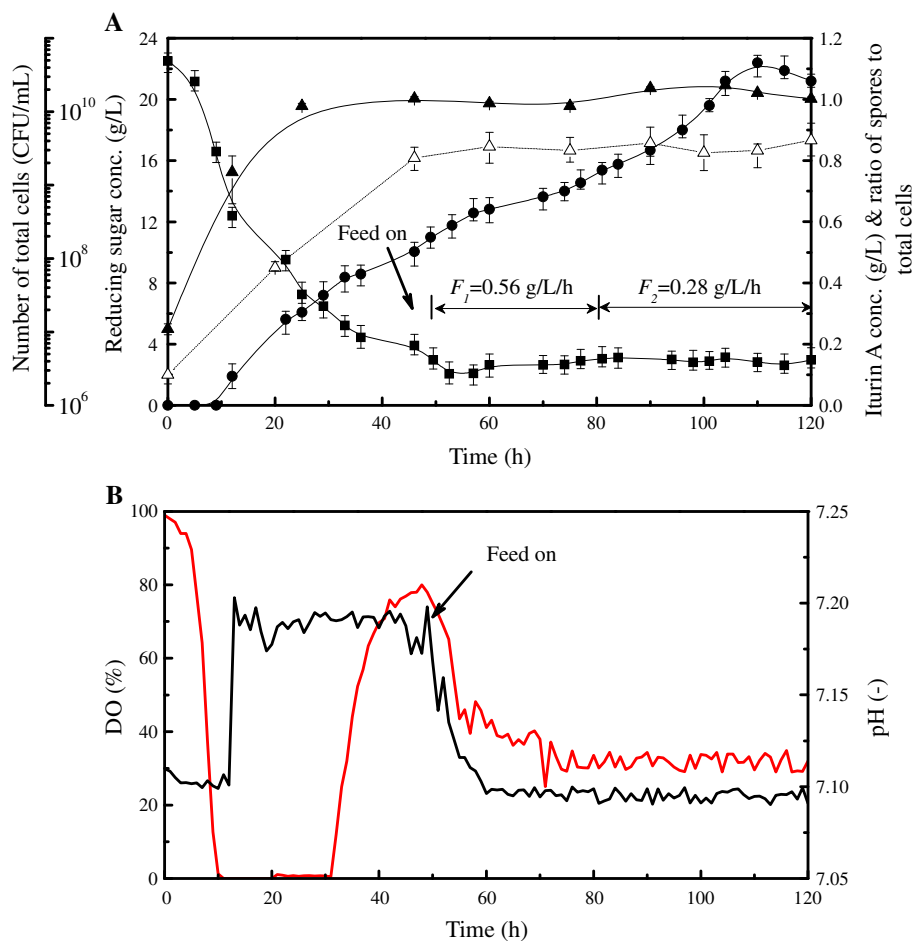 A
Number of total cells (CFU/mL)
10^10
10^8
10^6
Reducing sugar conc. (g/L)
24
20
16
12
8
4
0
Feed on
F_1=0.56 g/L/h
F_2=0.28 g/L/h
1.2
1.0
0.8
0.6
0.4
0.2
0.0
Iturin A conc. (g/L) & ratio of spores to
total cells
0 20 40 60 80 100 120
Time (h)
B
DO (%)
100
80
60
40
20
0
Feed on
7.25
7.20
7.15
7.10
7.05
pH (-)
0 20 40 60 80 100 120
Time (h)